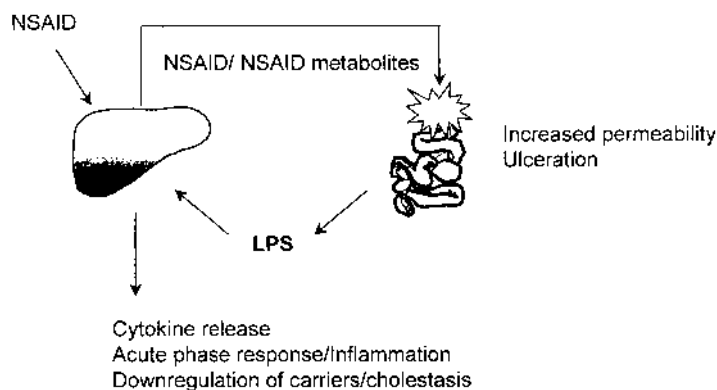 NSAID
NSAID/ NSAID metabolites
Increased permeability
Ulceration
LPS
Cytokine release
Acute phase response/Inflammation
Downregulation of carriers/cholestasis